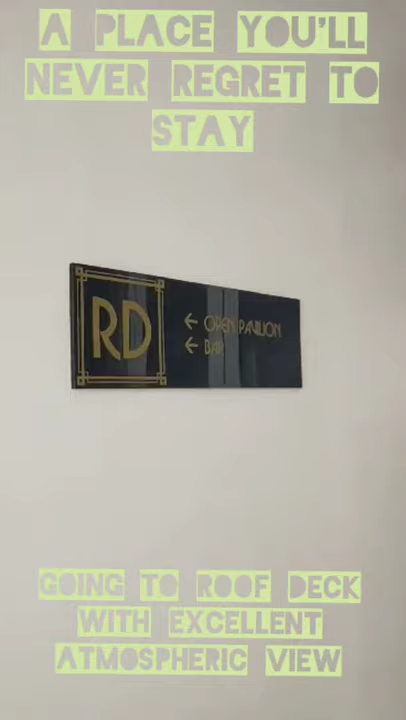 A PLACE YOU'LL
NEVER REGRET TO
STAY
RD
← OPEN PAVILION
← BAR
GOING TO ROOF DECK
WITH EXCELLENT
ATMOSPHERIC VIEW